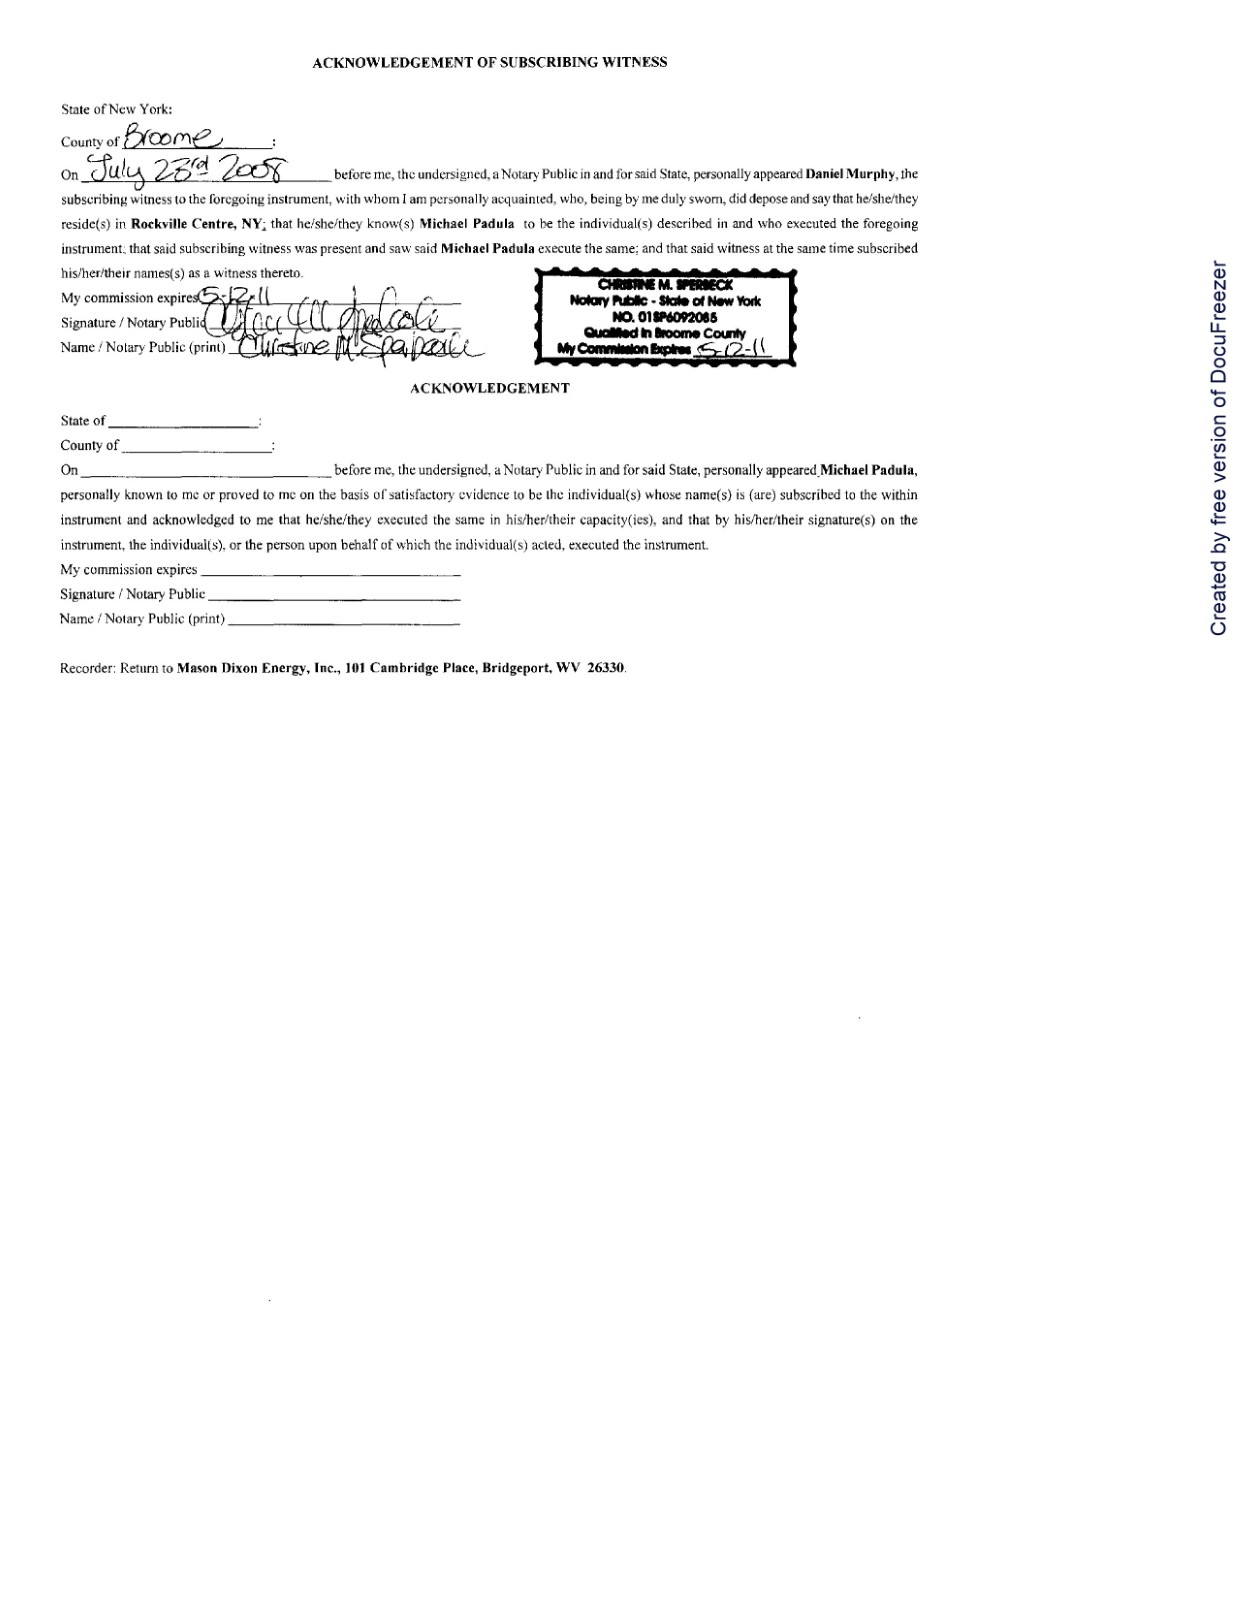 ACKNOWLEDGEMENT OF SUBSCRIBING WITNESS
State of New York:
County of Broome :
On July 23rd 2008 before me, the undersigned, a Notary Public in and for said State, personally appeared Daniel Murphy, the
subscribing witness to the foregoing instrument, with whom I am personally acquainted, who, being by me duly sworn, did depose and say that he/she/they
reside(s) in Rockville Centre, NY; that he/she/they know(s) Michael Padula to be the individual(s) described in and who executed the foregoing
instrument; that said subscribing witness was present and saw said Michael Padula execute the same; and that said witness at the same time subscribed
his/her/their names(s) as a witness thereto.
My commission expires 5-12-11
Signature / Notary Public
Name / Notary Public (print) Christine M
CHRISTINE M. SPERBECK
Notary Public - State of New York
NO. 01SP6092065
Qualified in Broome County
My Commission Expires 5-12-11
ACKNOWLEDGEMENT
State of ____________________:
County of ____________________:
On ____________________ before me, the undersigned, a Notary Public in and for said State, personally appeared Michael Padula,
personally known to me or proved to me on the basis of satisfactory evidence to be the individual(s) whose name(s) is (are) subscribed to the within
instrument and acknowledged to me that he/she/they executed the same in his/her/their capacity(ies), and that by his/her/their signature(s) on the
instrument, the individual(s), or the person upon behalf of which the individual(s) acted, executed the instrument.
My commission expires ____________________
Signature / Notary Public ____________________
Name / Notary Public (print) ____________________
Recorder: Return to Mason Dixon Energy, Inc., 101 Cambridge Place, Bridgeport, WV 26330.
Created by free version of DocuFreezer